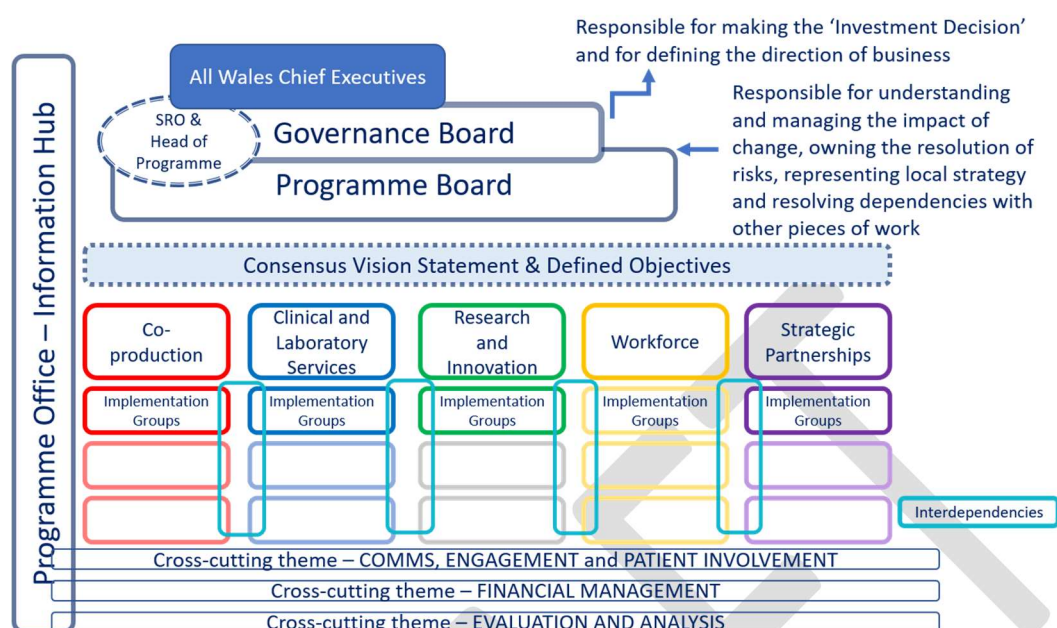 Programme Office – Information Hub
All Wales Chief Executives
SRO &
Head of
Programme
Governance Board
Programme Board
Responsible for making the ‘Investment Decision’
and for defining the direction of business
Responsible for understanding
and managing the impact of
change, owning the resolution of
risks, representing local strategy
and resolving dependencies with
other pieces of work
Consensus Vision Statement & Defined Objectives
Co-
production
Clinical and
Laboratory
Services
Research
and
Innovation
Workforce
Strategic
Partnerships
Implementation
Groups
Implementation
Groups
Implementation
Groups
Implementation
Groups
Implementation
Groups
Interdependencies
Cross-cutting theme – COMMS, ENGAGEMENT and PATIENT INVOLVEMENT
Cross-cutting theme – FINANCIAL MANAGEMENT
Cross-cutting theme – EVALUATION AND ANALYSIS